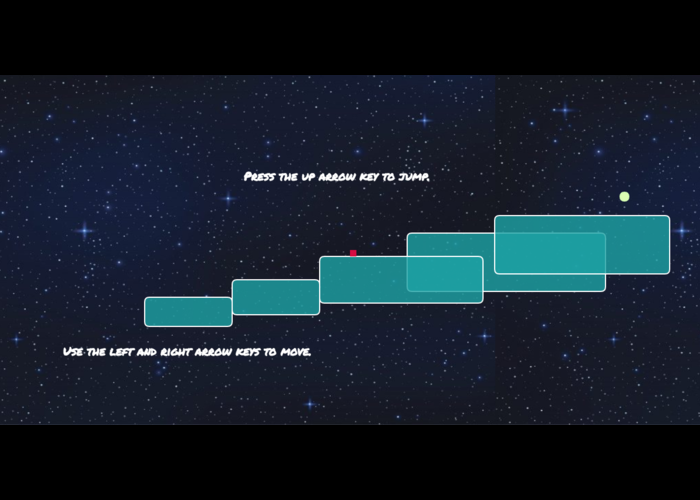 Press the up arrow key to jump.
Use the left and right arrow keys to move.